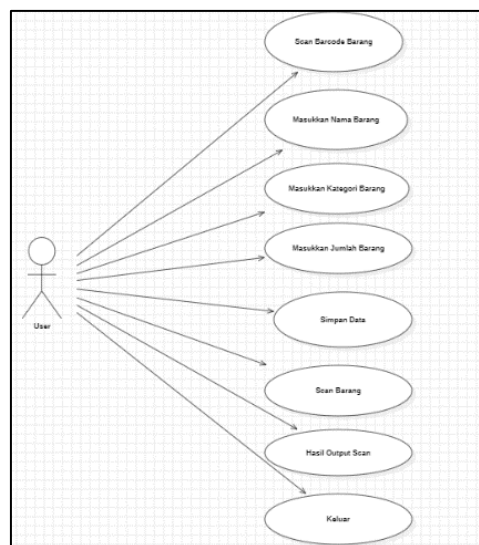 Scan Barcode Barang
Masukkan Nama Barang
Masukkan Kategori Barang
Masukkan Jumlah Barang
User
Simpan Data
Scan Barang
Hasil Output Scan
Keluar